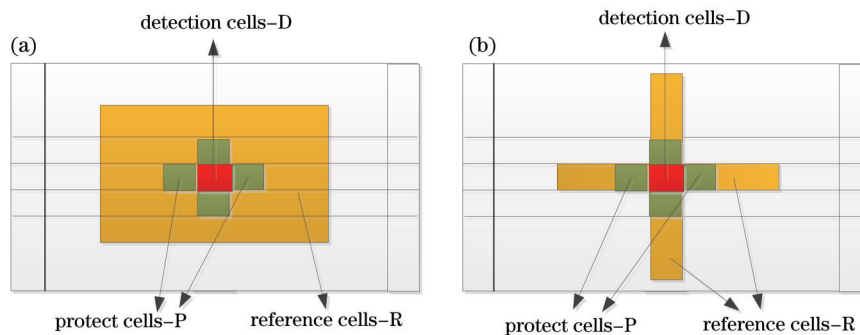 detection cells–D
(a)
protect cells–P
reference cells–R
detection cells–D
(b)
protect cells–P
reference cells–R